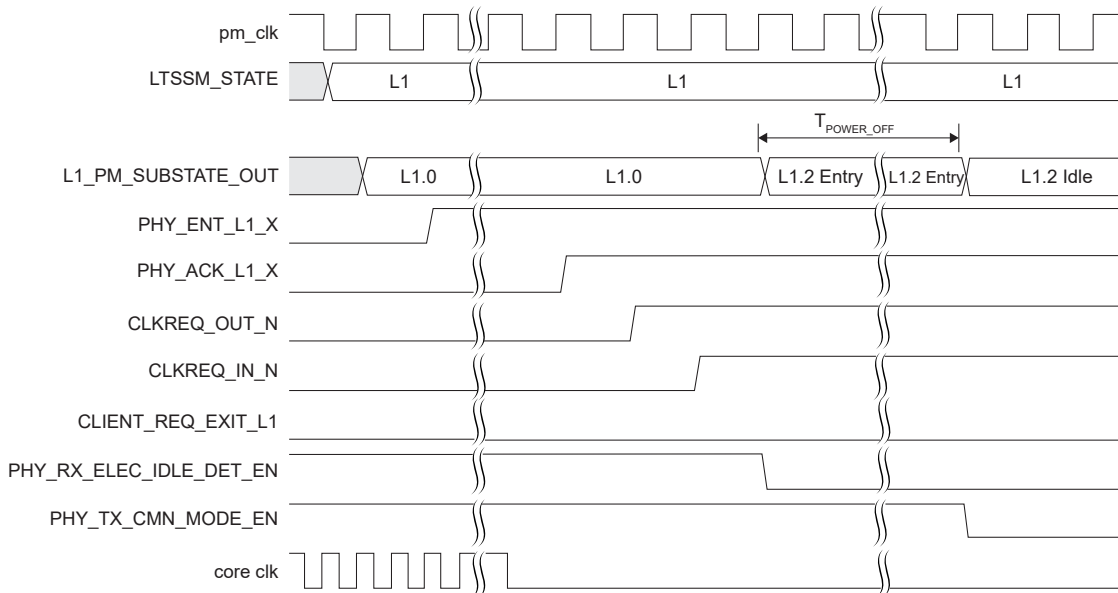 pm_clk
LTSSM_STATE L1 L1 L1
T_POWER_OFF
L1_PM_SUBSTATE_OUT L1.0 L1.0 L1.2 Entry L1.2 Entry L1.2 Idle
PHY_ENT_L1_X
PHY_ACK_L1_X
CLKREQ_OUT_N
CLKREQ_IN_N
CLIENT_REQ_EXIT_L1
PHY_RX_ELEC_IDLE_DET_EN
PHY_TX_CMN_MODE_EN
core clk